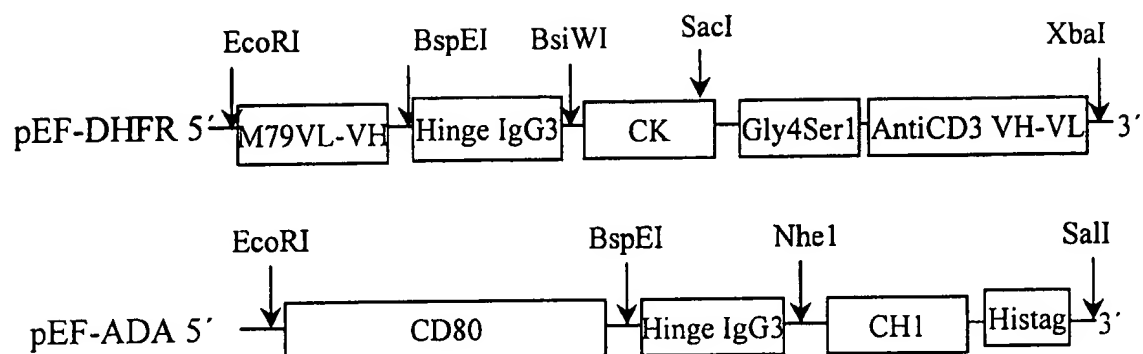 EcoRI BspEI BsiWI SacI XbaI
pEF-DHFR 5´ M79VL-VH Hinge IgG3 CK Gly4Ser1 AntiCD3 VH-VL 3´
EcoRI BspEI Nhe1 SalI
pEF-ADA 5´ CD80 Hinge IgG3 CH1 Histag 3´